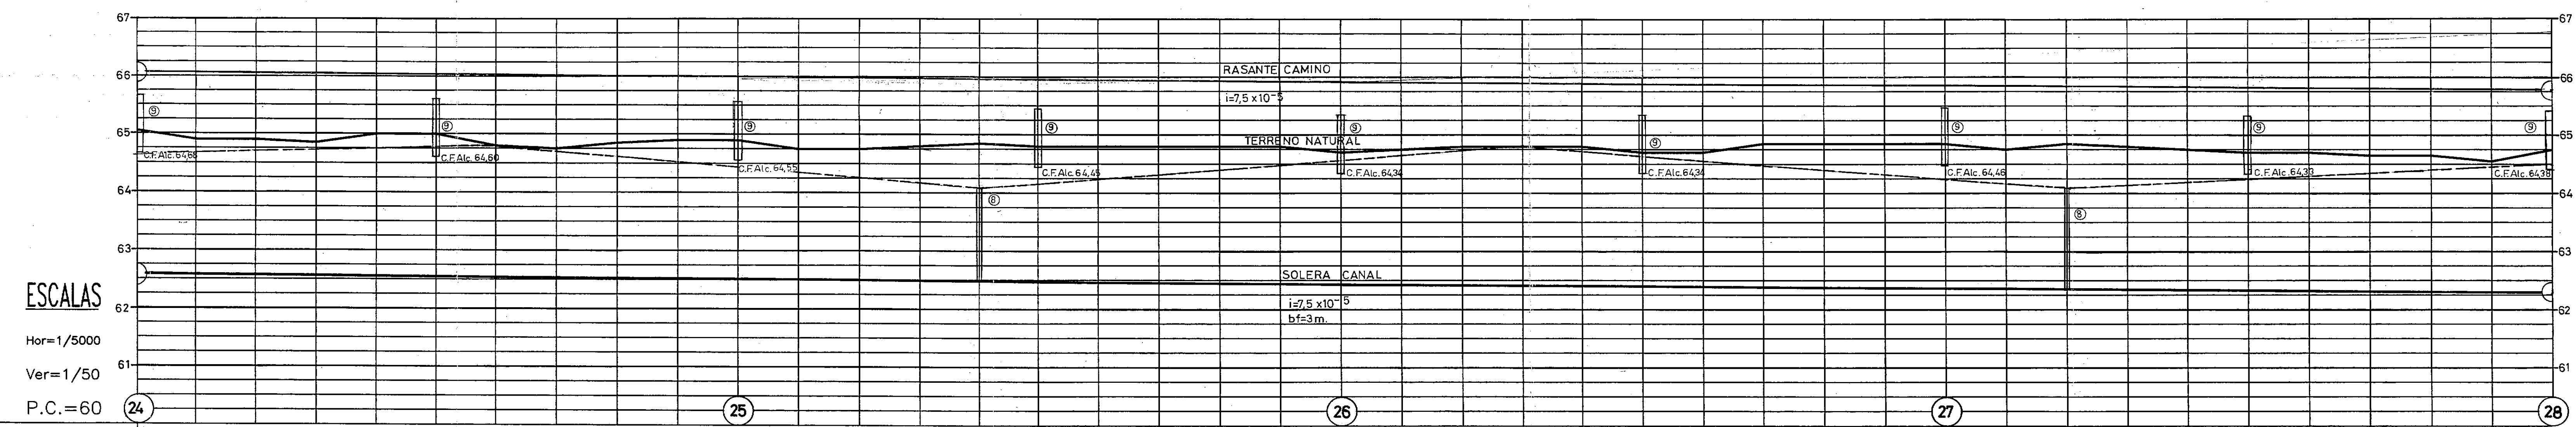 67
67
66
RASANTE CAMINO
66
i=7,5 x 10⁻⁵
9
9
9
9
9
9
9
9
9
65
TERRENO NATURAL
65
C.F.Alc. 64,68
C.F.Alc. 64,60
C.F.Alc. 64,55
C.F.Alc. 64,45
C.F.Alc. 64,34
C.F.Alc. 64,34
C.F.Alc. 64,46
C.F.Alc. 64,33
C.F.Alc. 64,38
64
64
8
8
63
63
SOLERA CANAL
ESCALAS
62
i=7,5 x10⁻⁵
62
bf=3m.
Hor=1/5000
61
61
Ver=1/50
P.C.=60
24
25
26
27
28